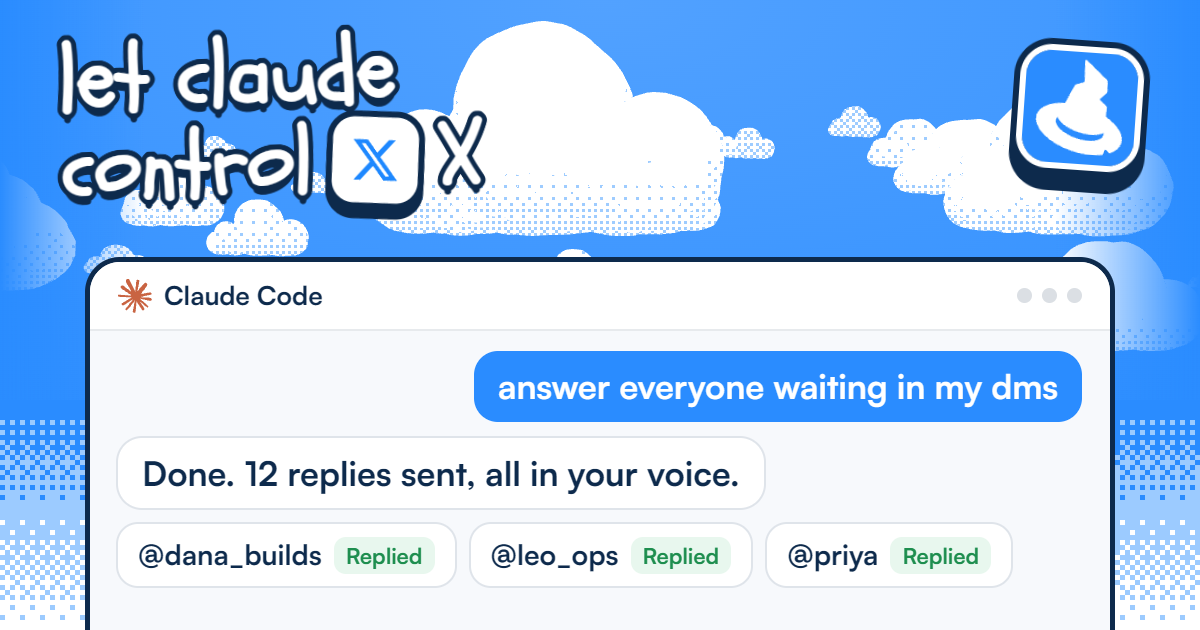 let claude
control X
Claude Code
answer everyone waiting in my dms
Done. 12 replies sent, all in your voice.
@dana_builds Replied @leo_ops Replied @priya Replied